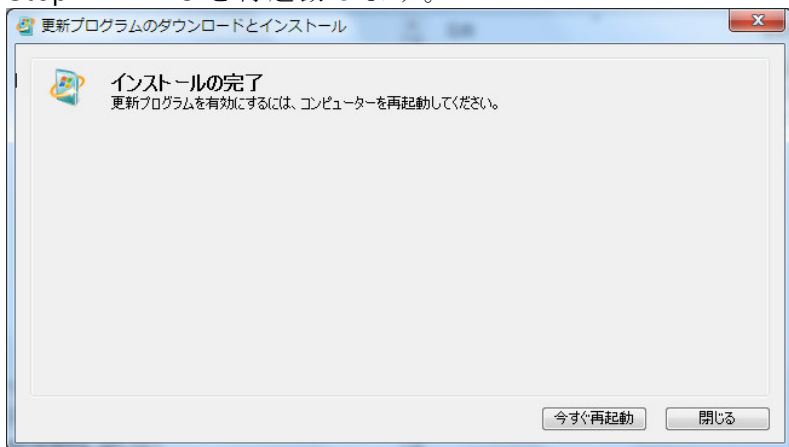 更新プログラムのダウンロードとインストール
インストールの完了
更新プログラムを有効にするには、コンピューターを再起動してください。
今すぐ再起動
閉じる